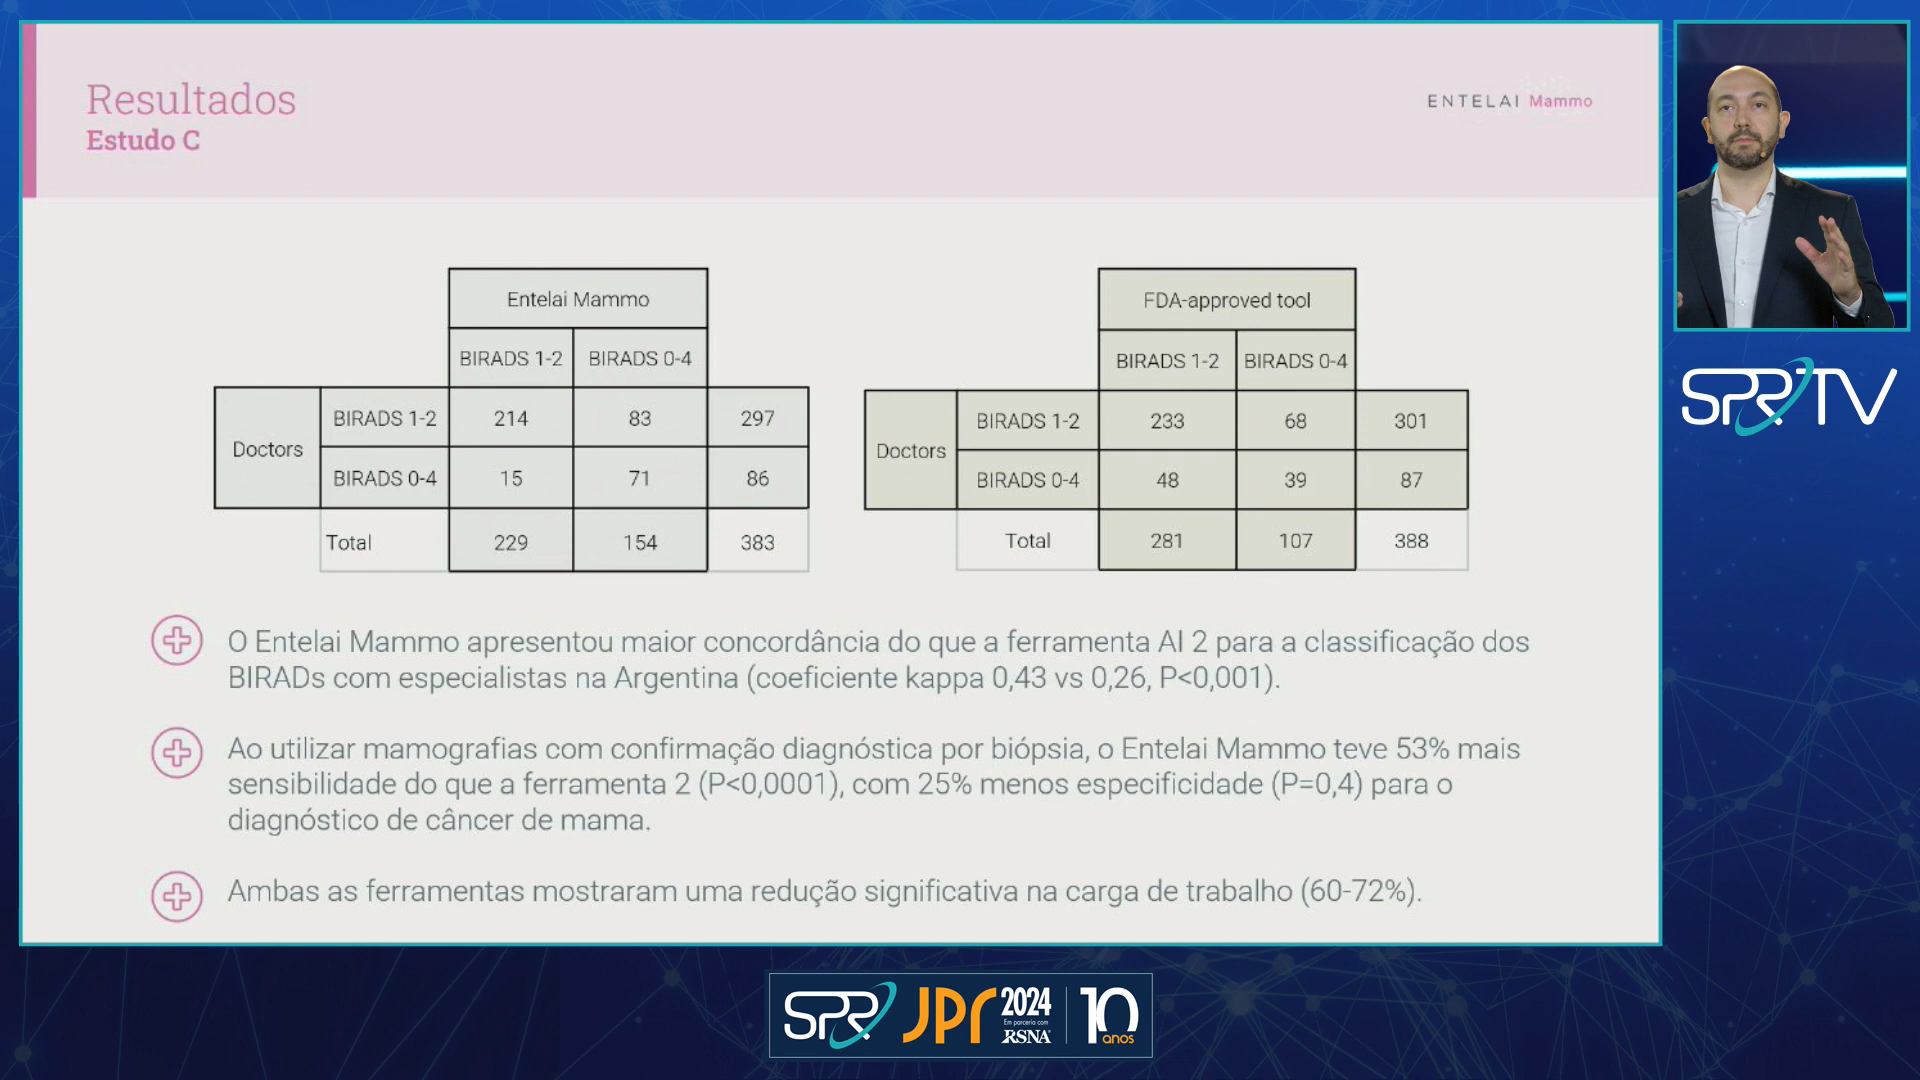 Resultados
Estudo C
ENTELAI Mammo
Entelai Mammo
BIRADS 1-2 BIRADS 0-4
Doctors
BIRADS 1-2 214 83 297
BIRADS 0-4 15 71 86
Total 229 154 383
FDA-approved tool
BIRADS 1-2 BIRADS 0-4
Doctors
BIRADS 1-2 233 68 301
BIRADS 0-4 48 39 87
Total 281 107 388
O Entelai Mammo apresentou maior concordância do que a ferramenta AI 2 para a classificação dos
BIRADs com especialistas na Argentina (coeficiente kappa 0,43 vs 0,26, P<0,001).
Ao utilizar mamografias com confirmação diagnóstica por biópsia, o Entelai Mammo teve 53% mais
sensibilidade do que a ferramenta 2 (P<0,0001), com 25% menos especificidade (P=0,4) para o
diagnóstico de câncer de mama.
Ambas as ferramentas mostraram uma redução significativa na carga de trabalho (60-72%).
SPR TV
SPR JPR 2024
Em parceria com
RSNA
10
anos